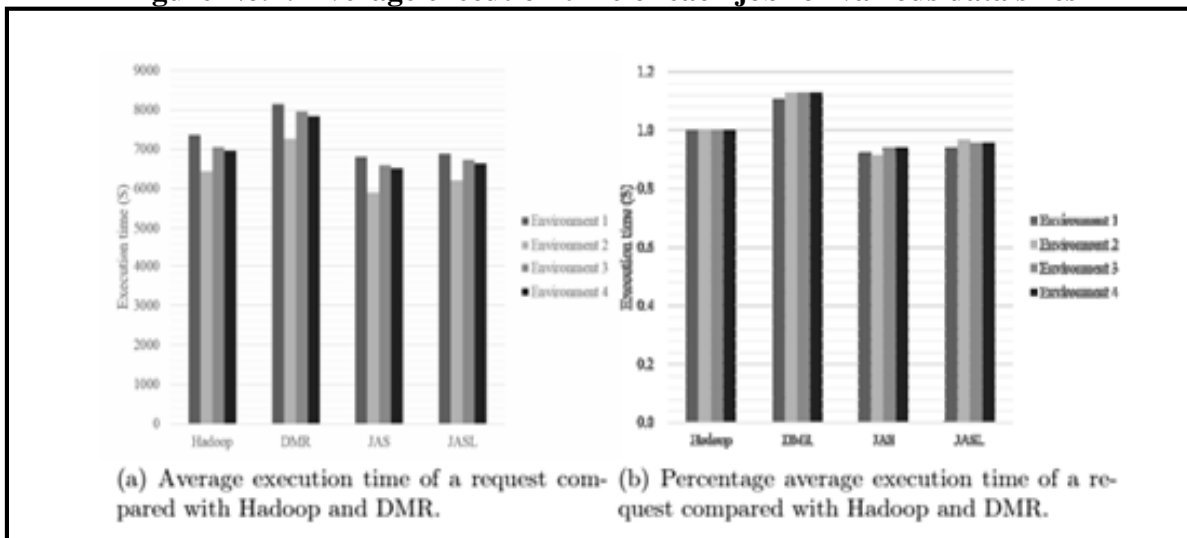 9000
8000
7000
6000
5000
4000
3000
2000
1000
0
Execution time (S)
Hadoop DMR JAS JASL
Environment 1
Environment 2
Environment 3
Environment 4
(a) Average execution time of a request com-
pared with Hadoop and DMR.
1.2
1.0
0.8
0.6
0.4
0.2
0.0
Execution time (S)
Hadoop DMR JAS JASL
Environment 1
Environment 2
Environment 3
Environment 4
(b) Percentage average execution time of a re-
quest compared with Hadoop and DMR.